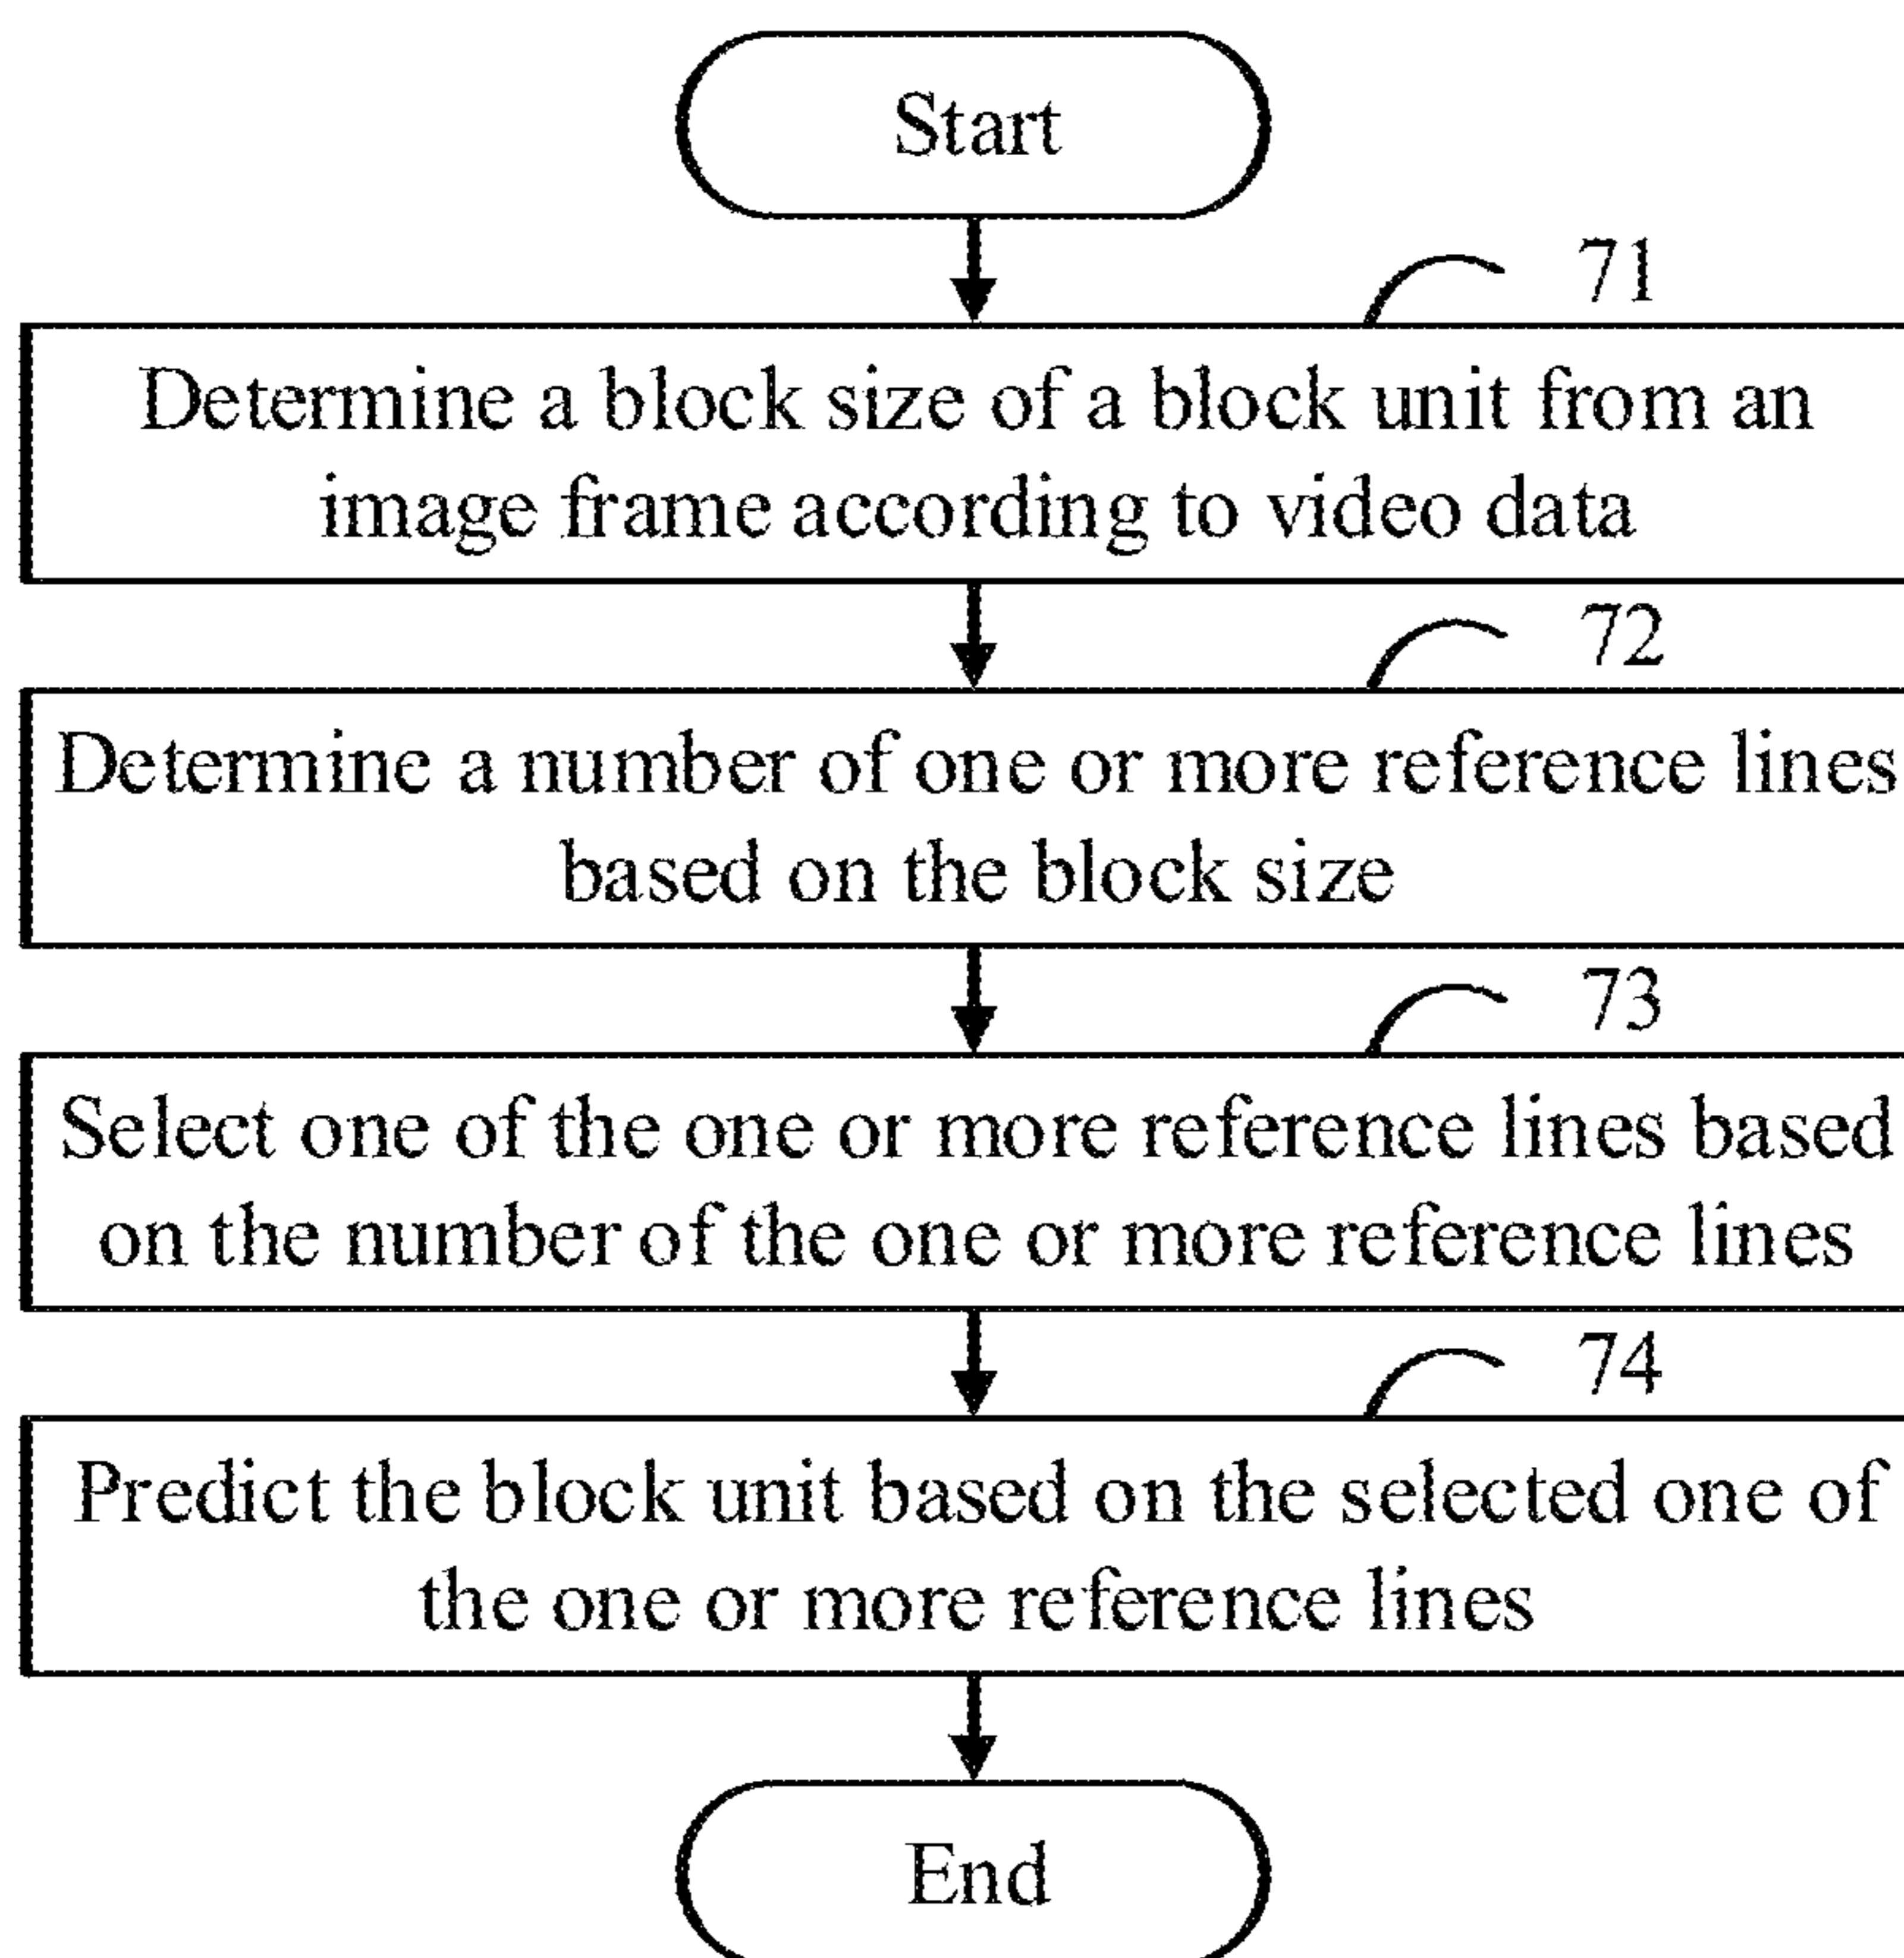 Start
71
Determine a block size of a block unit from an
image frame according to video data
72
Determine a number of one or more reference lines
based on the block size
73
Select one of the one or more reference lines based
on the number of the one or more reference lines
74
Predict the block unit based on the selected one of
the one or more reference lines
End